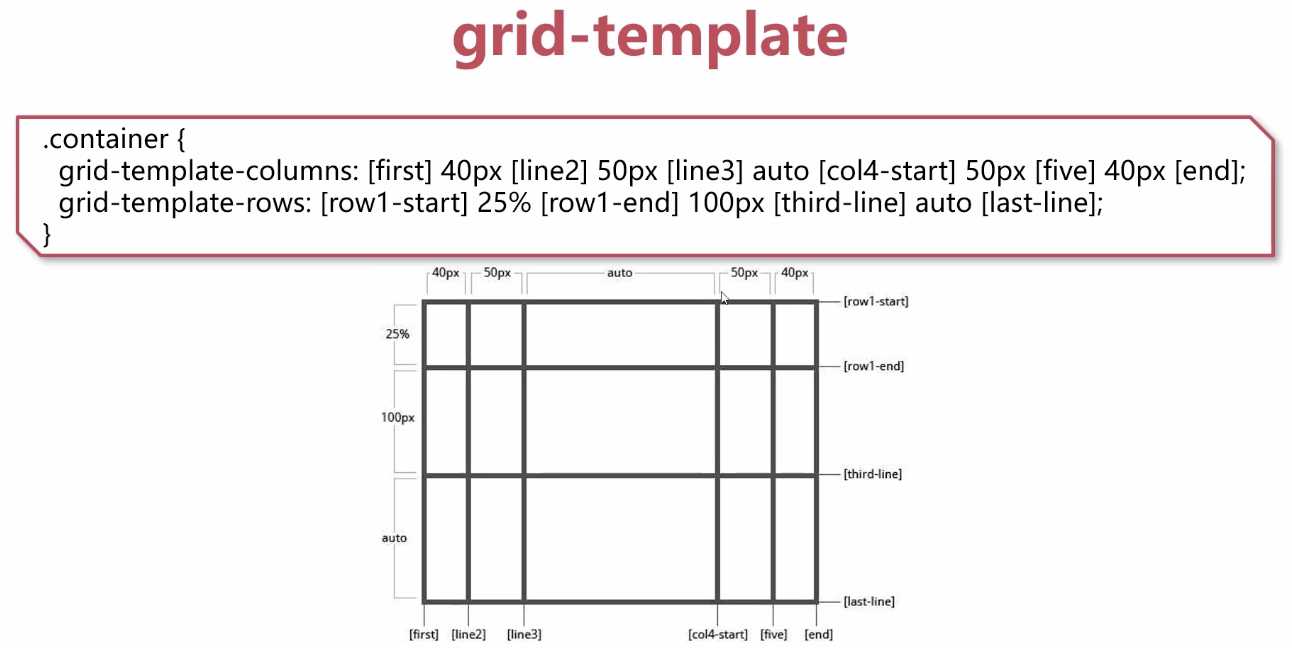 grid-template
.container {
grid-template-columns: [first] 40px [line2] 50px [line3] auto [col4-start] 50px [five] 40px [end];
grid-template-rows: [row1-start] 25% [row1-end] 100px [third-line] auto [last-line];
}
40px 50px auto 50px 40px
[row1-start]
25%
[row1-end]
100px
[third-line]
auto
[last-line]
[first] [line2] [line3] [col4-start] [five] [end]